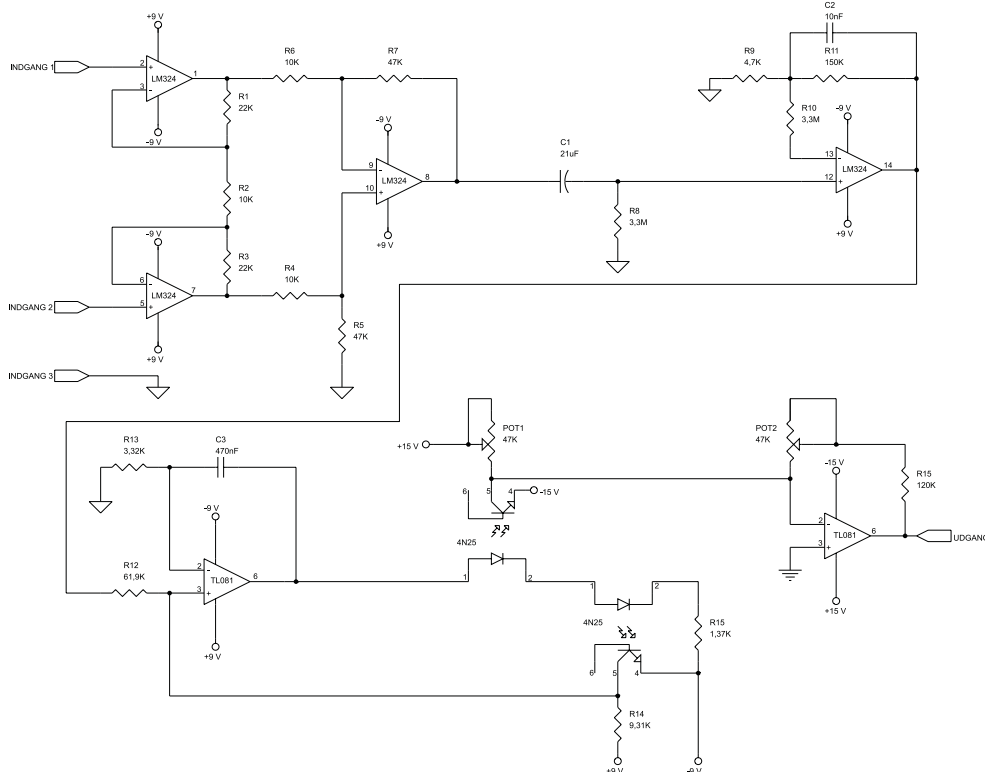 C2
10nF
+9 V
R6
10K
R7
47K
R9
4,7K
R11
150K
INDGANG 1
2
+
LM324
1
3
-
R1
22K
-9 V
R10
3,3M
-9 V
-9 V
C1
21uF
13
-
LM324
14
12
+
9
-
LM324
8
10
+
R2
10K
R8
3,3M
+9 V
+9 V
-9 V
R3
22K
6
-
LM324
7
R4
10K
INDGANG 2
5
+
R5
47K
+9 V
INDGANG 3
POT1
47K
POT2
47K
+15 V
R13
3,32K
C3
470nF
-15 V
R15
120K
6
5
4
-15 V
-9 V
2
-
TL081
6
3
+
UDGANG
4N25
R12
61,9K
2
-
TL081
6
3
+
1
2
1
2
+15 V
4N25
R15
1,37K
+9 V
6
5
4
R14
9,31K
+9 V
-9 V